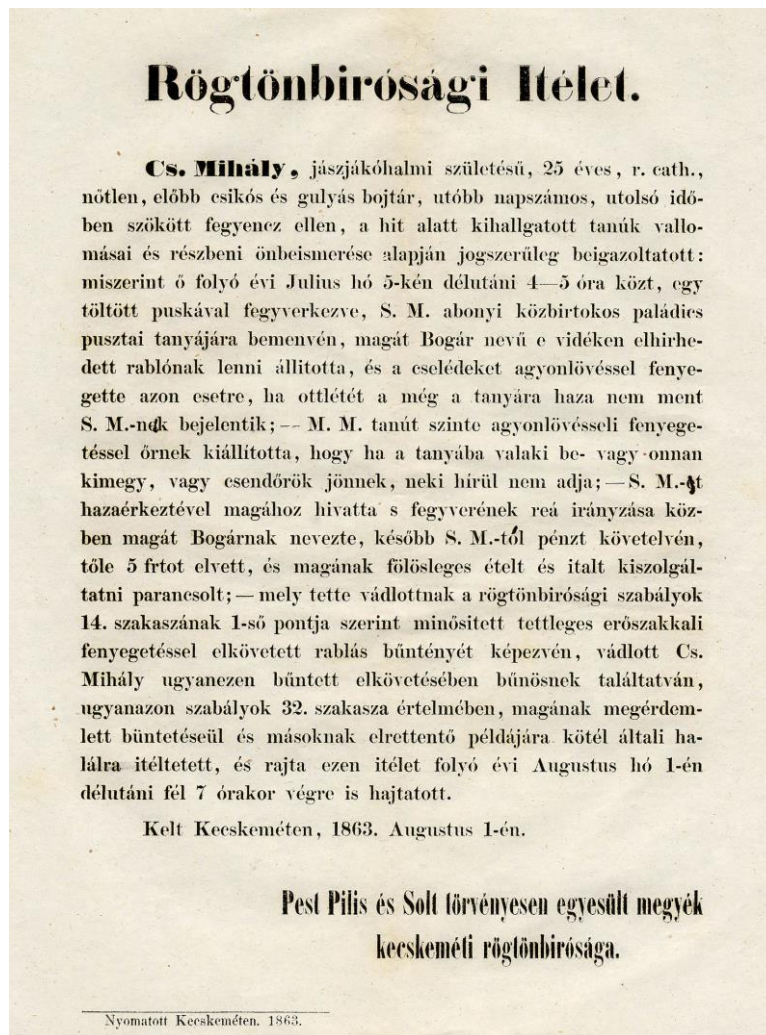 Rögtönbirósági Itélet.
Cs. Mihály, jászjákóhalmi születésű, 25 éves, r. cath.,
nőtlen, előbb csikós és gulyás bojtár, utóbb napszámos, utolsó idő-
ben szökött fegyencz ellen, a hit alatt kihallgatott tanúk vallo-
másai és részbeni önbeismerése alapján jogszerűleg beigazoltatott:
miszerint ő folyó évi Julius hó 5-kén délutáni 4—5 óra közt, egy
töltött puskával fegyverkezve, S. M. abonyi közbirtokos paládics
pusztai tanyájára bemenvén, magát Bogár nevű e vidéken elhirhe-
dett rablónak lenni állitotta, és a cselédeket agyonlövéssel fenye-
gette azon esetre, ha ottlétét a még a tanyára haza nem ment
S. M.-nek bejelentik; — M. M. tanút szinte agyonlövésseli fenyege-
téssel őrnek kiállította, hogy ha a tanyába valaki be- vagy onnan
kimegy, vagy csendőrök jönnek, neki hírül nem adja; — S. M.-át
hazaérkeztével magához hivatta s fegyverének reá irányzása köz-
ben magát Bogárnak nevezte, később S. M.-től pénzt követelvén,
tőle 5 frtot elvett, és magának fölösleges ételt és italt kiszolgál-
tatni parancsolt; — mely tette vádlottnak a rögtönbirósági szabályok
14. szakaszának 1-ső pontja szerint minősitett tettleges erőszakkali
fenyegetéssel elkövetett rablás bűntényét képezvén, vádlott Cs.
Mihály ugyanezen bűntett elkövetésében bűnösnek találtatván,
ugyanazon szabályok 32. szakasza értelmében, magának megérdem-
lett büntetéseül és másoknak elrettentő példájára kötél általi ha-
lálra itéltetett, és rajta ezen itélet folyó évi Augustus hó 1-én
délutáni fél 7 órakor végre is hajtatott.
Kelt Kecskeméten, 1863. Augustus 1-én.
Pest Pilis és Solt törvényesen egyesült megyék
kecskeméti rögtönbirósága.
Nyomatott Kecskeméten. 1863.